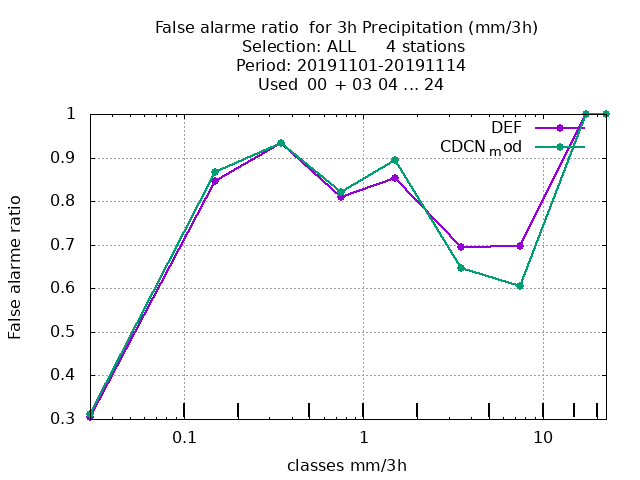 False alarme ratio  for 3h Precipitation (mm/3h)
Selection: ALL      4 stations
Period: 20191101-20191114
Used  00  + 03 04 ... 24
DEF
CDCNmod
1
0.9
0.8
0.7
0.6
0.5
0.4
0.3
False alarme ratio
0.1 1 10
classes mm/3h